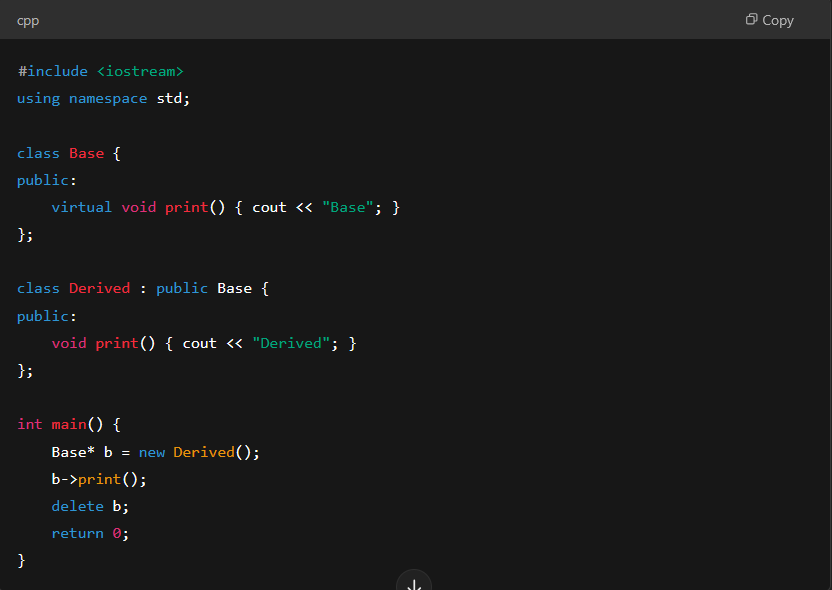 cpp
Copy
#include <iostream>
using namespace std;
class Base {
public:
    virtual void print() { cout << "Base"; }
};
class Derived : public Base {
public:
    void print() { cout << "Derived"; }
};
int main() {
    Base* b = new Derived();
    b->print();
    delete b;
    return 0;
}